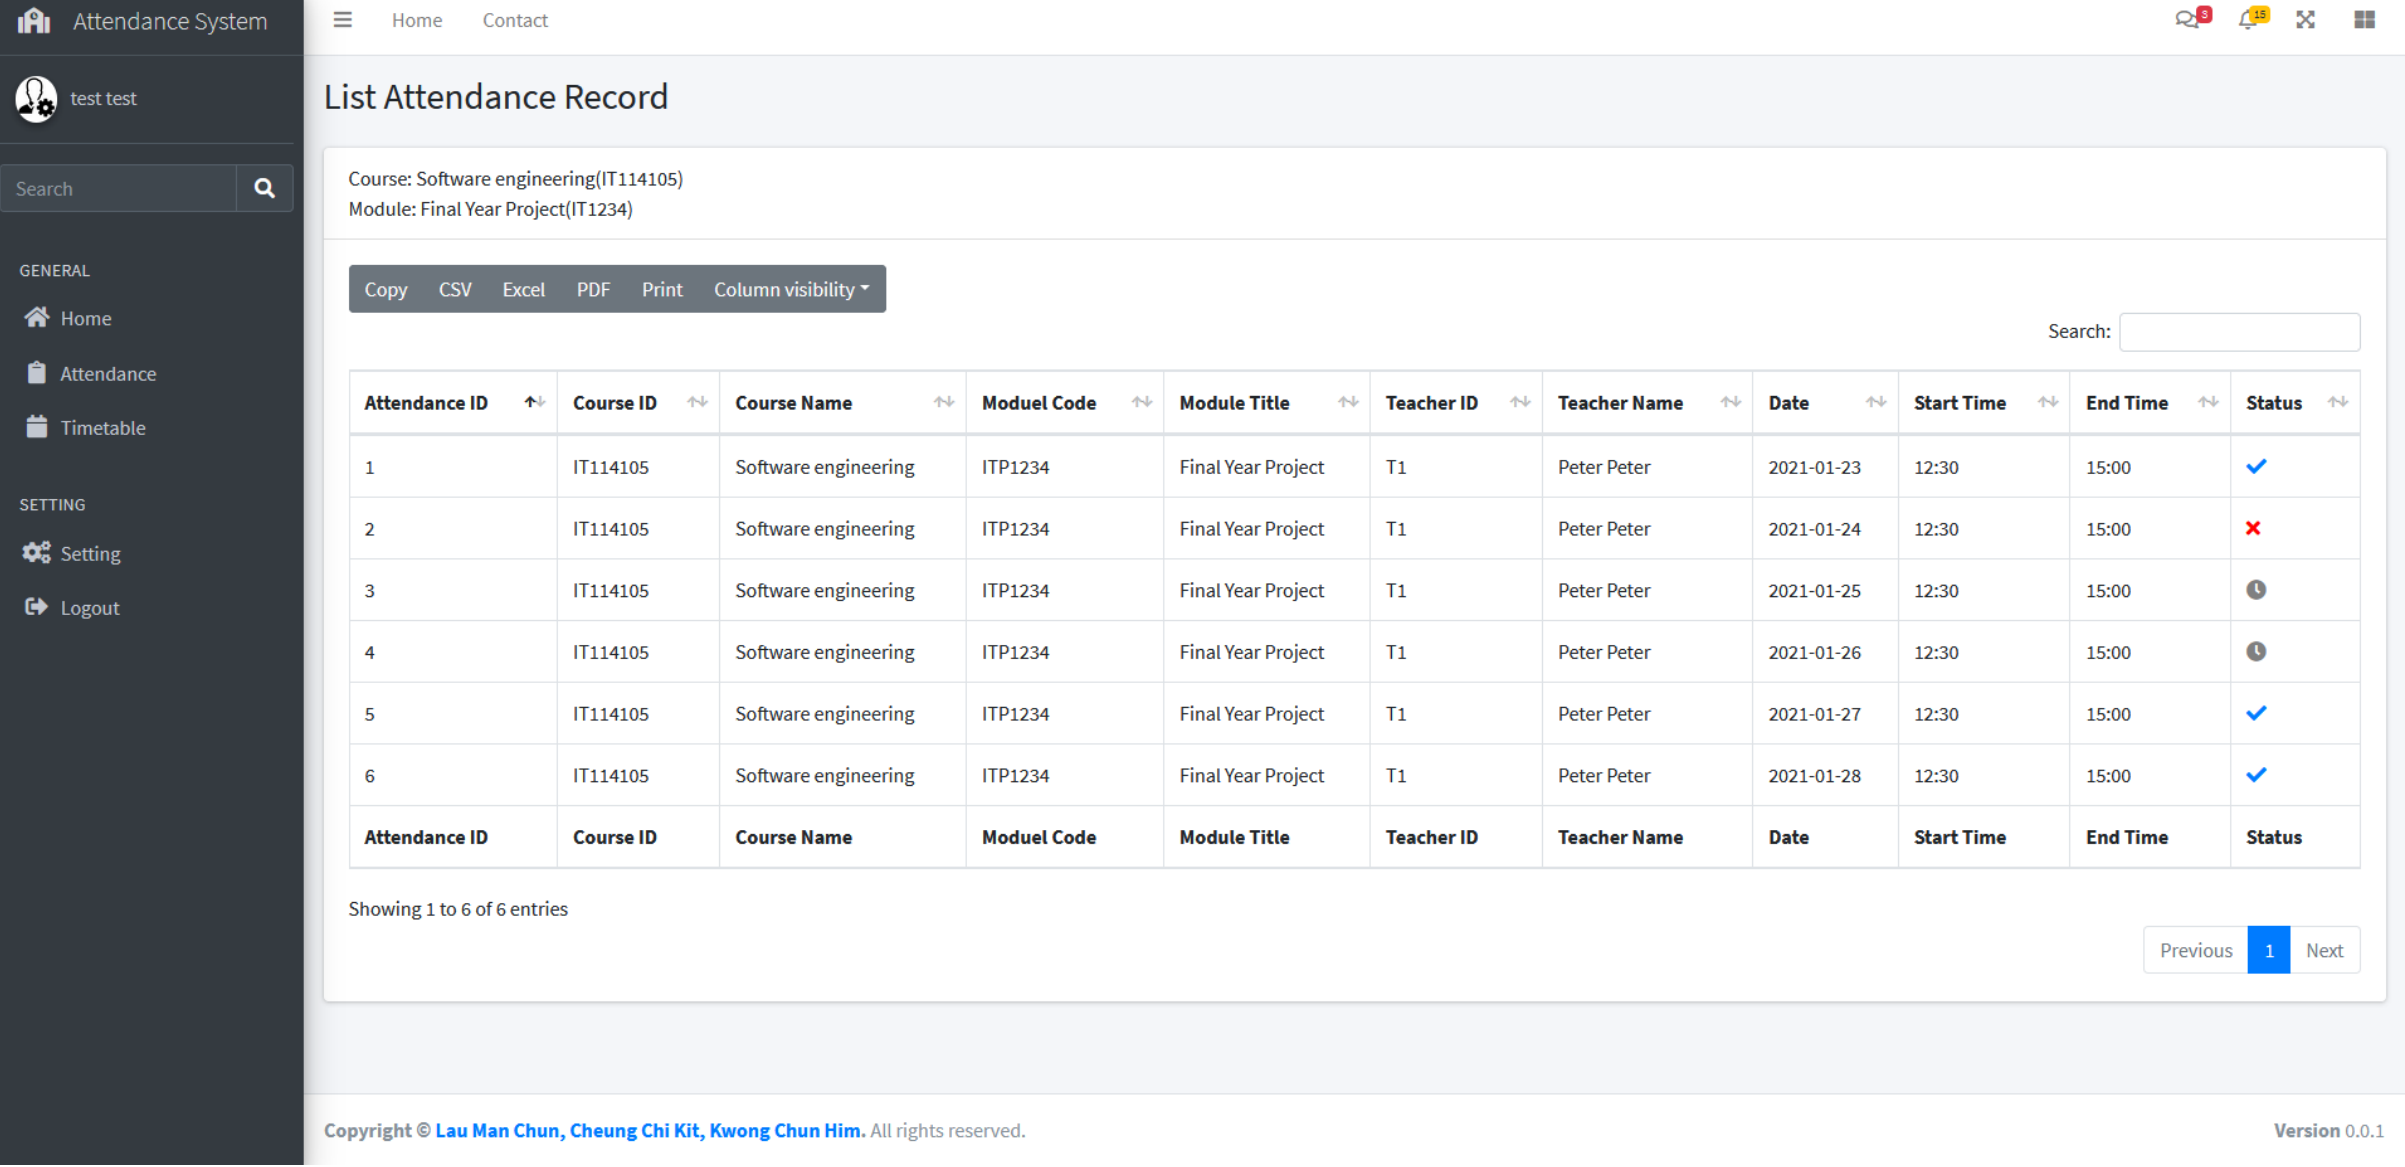 Attendance System
Home Contact 3 15
test test
Search
GENERAL
Home
Attendance
Timetable
SETTING
Setting
Logout
List Attendance Record
Course: Software engineering(IT114105)
Module: Final Year Project(IT1234)
Copy CSV Excel PDF Print Column visibility
Search:
Attendance ID Course ID Course Name Moduel Code Module Title Teacher ID Teacher Name Date Start Time End Time Status
1 IT114105 Software engineering ITP1234 Final Year Project T1 Peter Peter 2021-01-23 12:30 15:00
2 IT114105 Software engineering ITP1234 Final Year Project T1 Peter Peter 2021-01-24 12:30 15:00
3 IT114105 Software engineering ITP1234 Final Year Project T1 Peter Peter 2021-01-25 12:30 15:00
4 IT114105 Software engineering ITP1234 Final Year Project T1 Peter Peter 2021-01-26 12:30 15:00
5 IT114105 Software engineering ITP1234 Final Year Project T1 Peter Peter 2021-01-27 12:30 15:00
6 IT114105 Software engineering ITP1234 Final Year Project T1 Peter Peter 2021-01-28 12:30 15:00
Attendance ID Course ID Course Name Moduel Code Module Title Teacher ID Teacher Name Date Start Time End Time Status
Showing 1 to 6 of 6 entries
Previous 1 Next
Copyright © Lau Man Chun, Cheung Chi Kit, Kwong Chun Him. All rights reserved.
Version 0.0.1